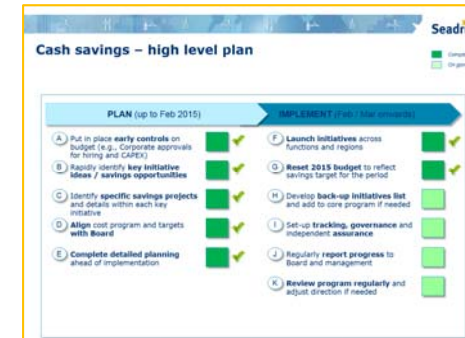 Seadri
Cash savings – high level plan
Comple
On goin
PLAN (up to Feb 2015)
IMPLEMENT (Feb / Mar onwards)
A Put in place early controls on
budget (e.g., Corporate approvals
for hiring and CAPEX)
B Rapidly identify key initiative
ideas / savings opportunities
C Identify specific savings projects
and details within each key
initiative
D Align cost program and targets
with Board
E Complete detailed planning
ahead of implementation
F Launch initiatives across
functions and regions
G Reset 2015 budget to reflect
savings target for the period
H Develop back-up initiatives list
and add to core program if needed
I Set-up tracking, governance and
independent assurance
J Regularly report progress to
Board and management
K Review program regularly and
adjust direction if needed